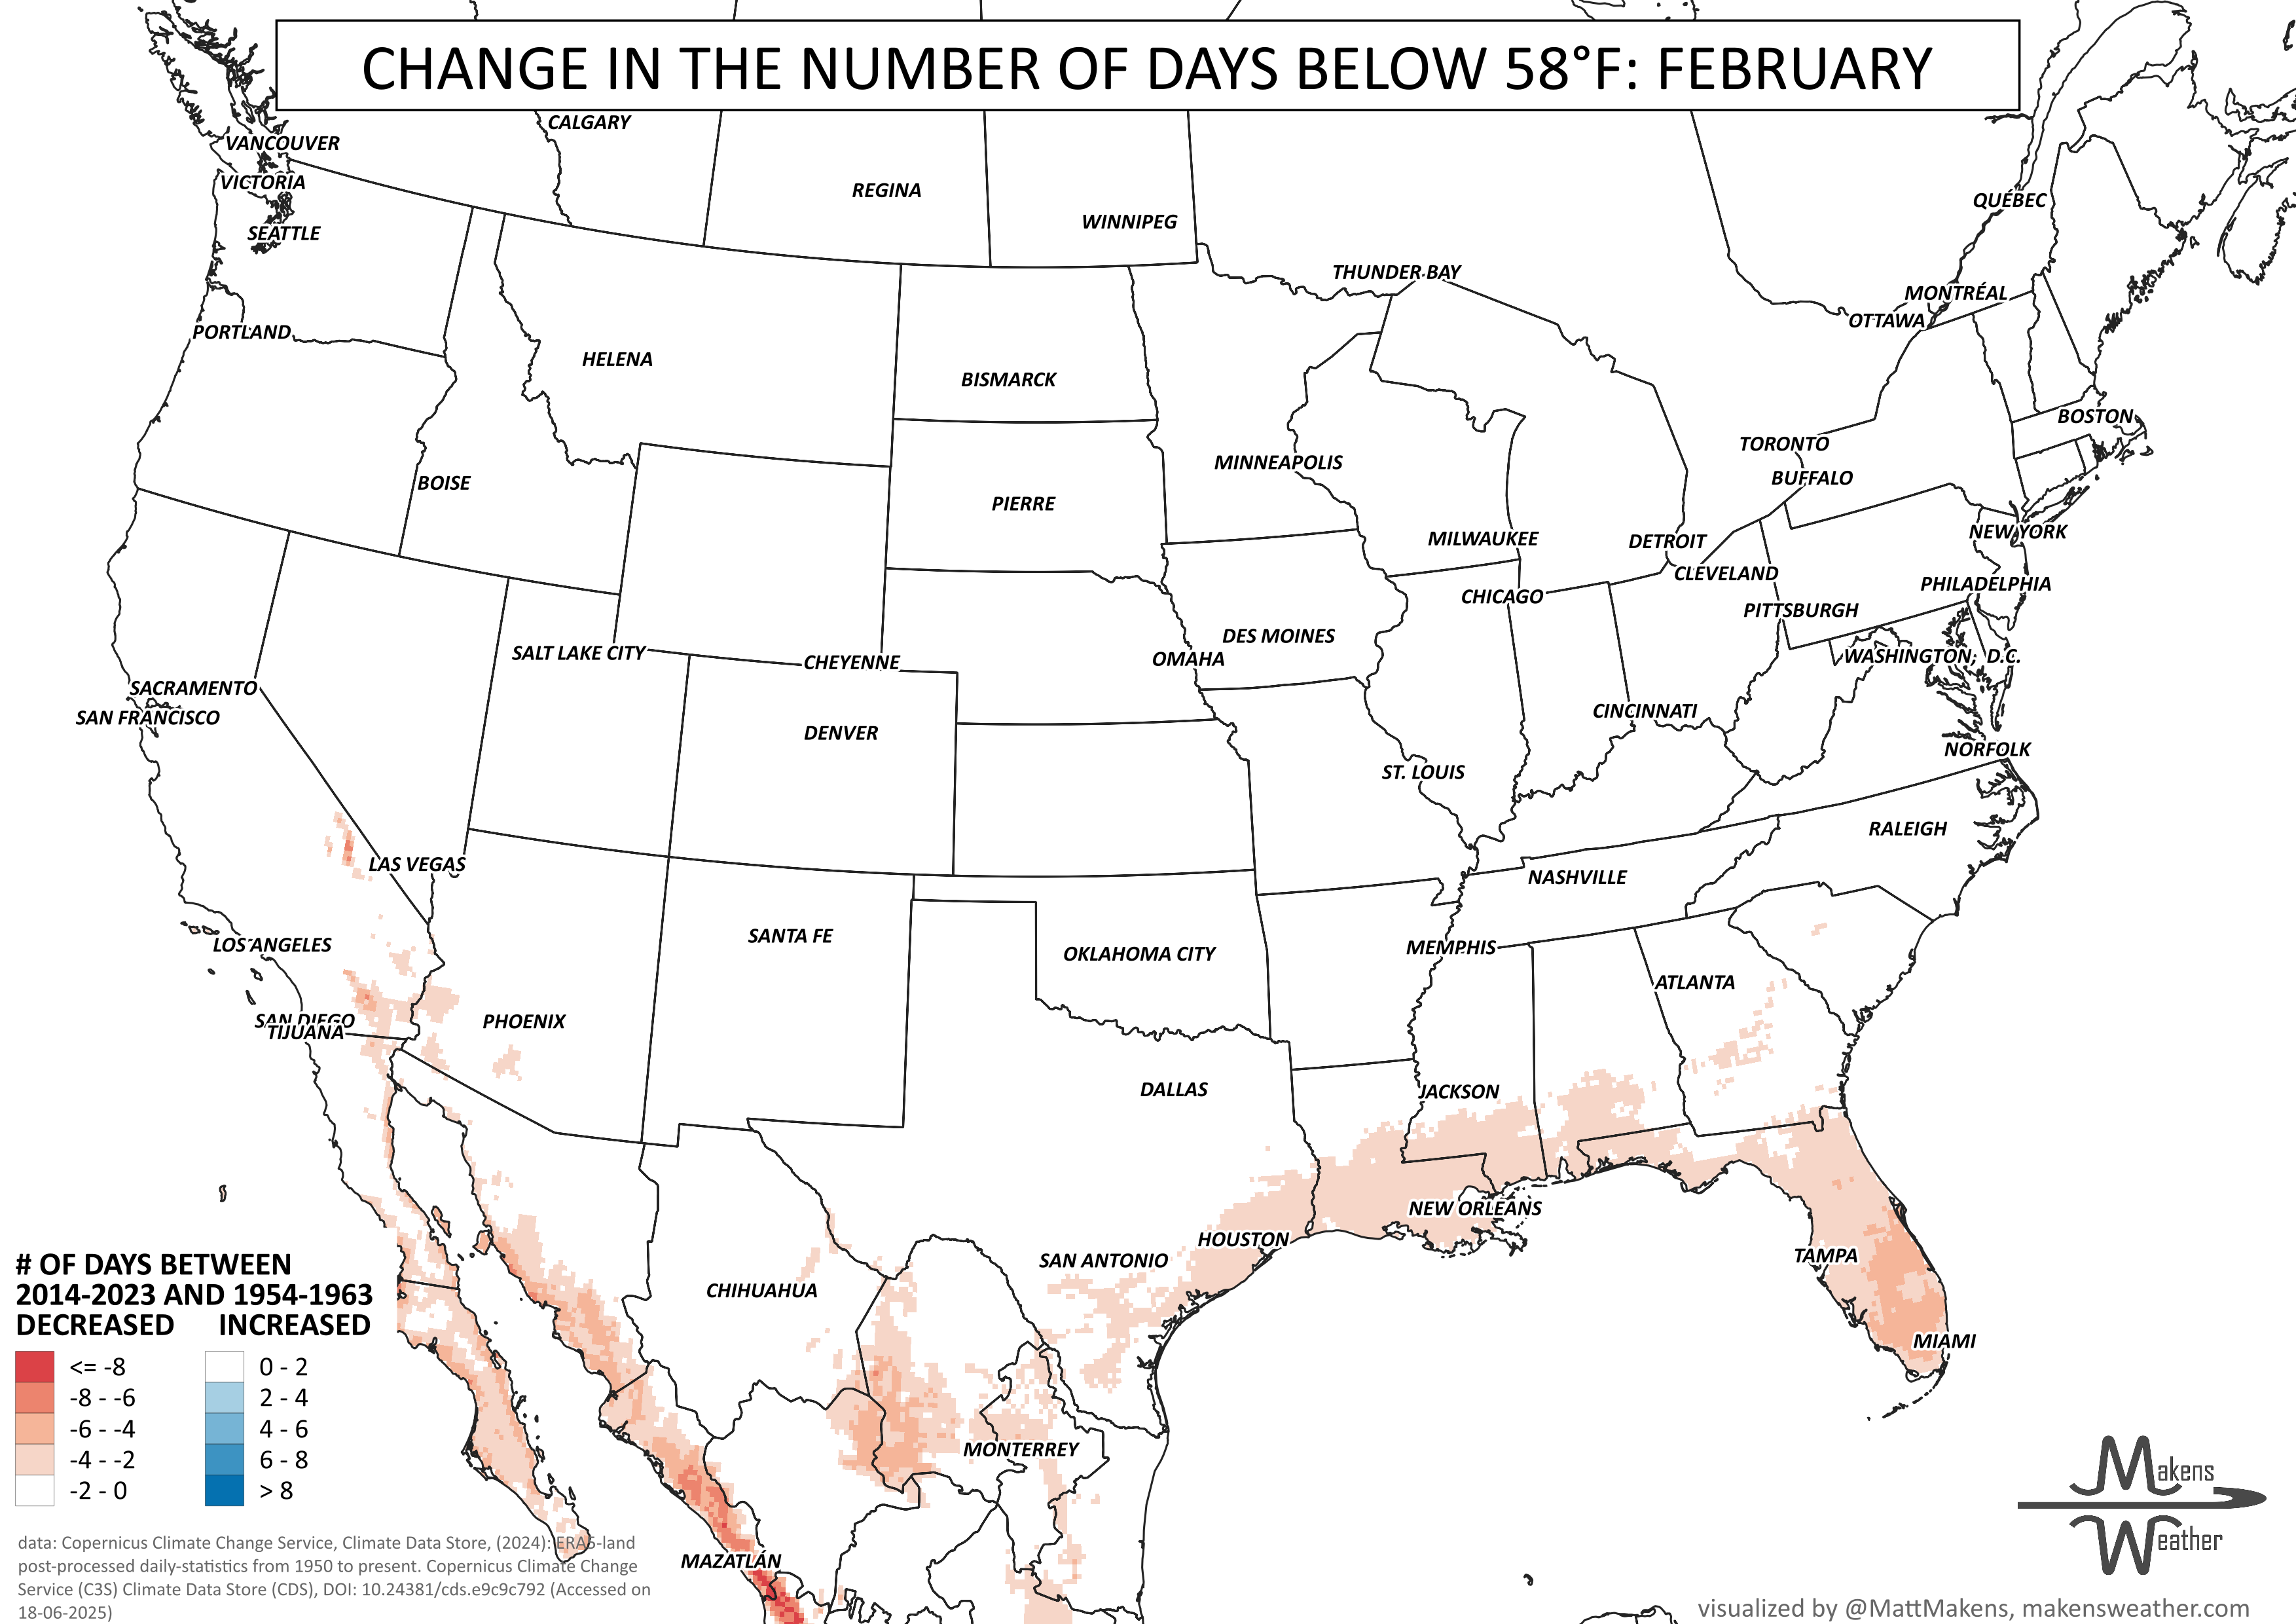 CHANGE IN THE NUMBER OF DAYS BELOW 58°F: FEBRUARY
CALGARY
VANCOUVER
VICTORIA
REGINA
QUÉBEC
WINNIPEG
SEATTLE
THUNDER BAY
MONTRÉAL
OTTAWA
PORTLAND
HELENA
BISMARCK
BOSTON
TORONTO
MINNEAPOLIS
BUFFALO
BOISE
PIERRE
NEW YORK
MILWAUKEE
DETROIT
CLEVELAND
PHILADELPHIA
CHICAGO
PITTSBURGH
DES MOINES
SALT LAKE CITY
OMAHA
WASHINGTON, D.C.
CHEYENNE
SACRAMENTO
CINCINNATI
SAN FRANCISCO
DENVER
NORFOLK
ST. LOUIS
RALEIGH
LAS VEGAS
NASHVILLE
SANTA FE
LOS ANGELES
MEMPHIS
OKLAHOMA CITY
ATLANTA
SAN DIEGO
PHOENIX
TIJUANA
DALLAS
JACKSON
NEW ORLEANS
HOUSTON
TAMPA
SAN ANTONIO
CHIHUAHUA
MIAMI
MONTERREY
MAZATLÁN
# OF DAYS BETWEEN
2014-2023 AND 1954-1963
DECREASED INCREASED
<= -8 0 - 2
-8 - -6 2 - 4
-6 - -4 4 - 6
-4 - -2 6 - 8
-2 - 0 > 8
data: Copernicus Climate Change Service, Climate Data Store, (2024): ERA5-land
post-processed daily-statistics from 1950 to present. Copernicus Climate Change
Service (C3S) Climate Data Store (CDS), DOI: 10.24381/cds.e9c9c792 (Accessed on
18-06-2025)
Makens
Weather
visualized by @MattMakens, makensweather.com